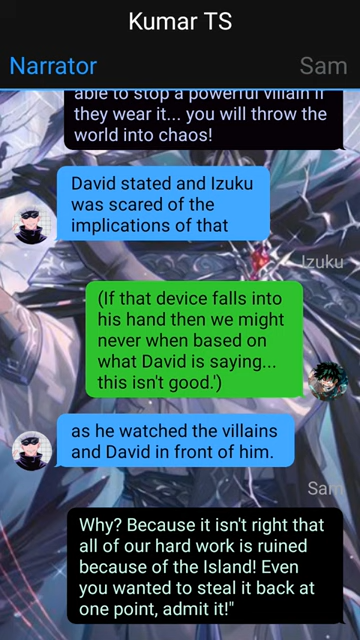 Kumar TS
Narrator
Sam
able to stop a powerful villain if
they wear it... you will throw the
world into chaos!
David stated and Izuku
was scared of the
implications of that
Izuku
(If that device falls into
his hand then we might
never when based on
what David is saying...
this isn't good.')
as he watched the villains
and David in front of him.
Sam
Why? Because it isn't right that
all of our hard work is ruined
because of the Island! Even
you wanted to steal it back at
one point, admit it!"